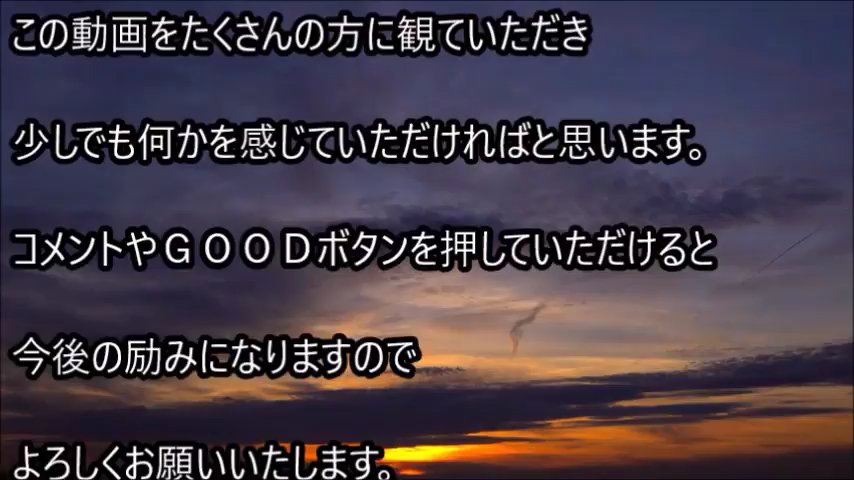 この動画をたくさんの方に観ていただき
少しでも何かを感じていただければと思います。
コメントやＧＯＯＤボタンを押していただけると
今後の励みになりますので
よろしくお願いいたします。